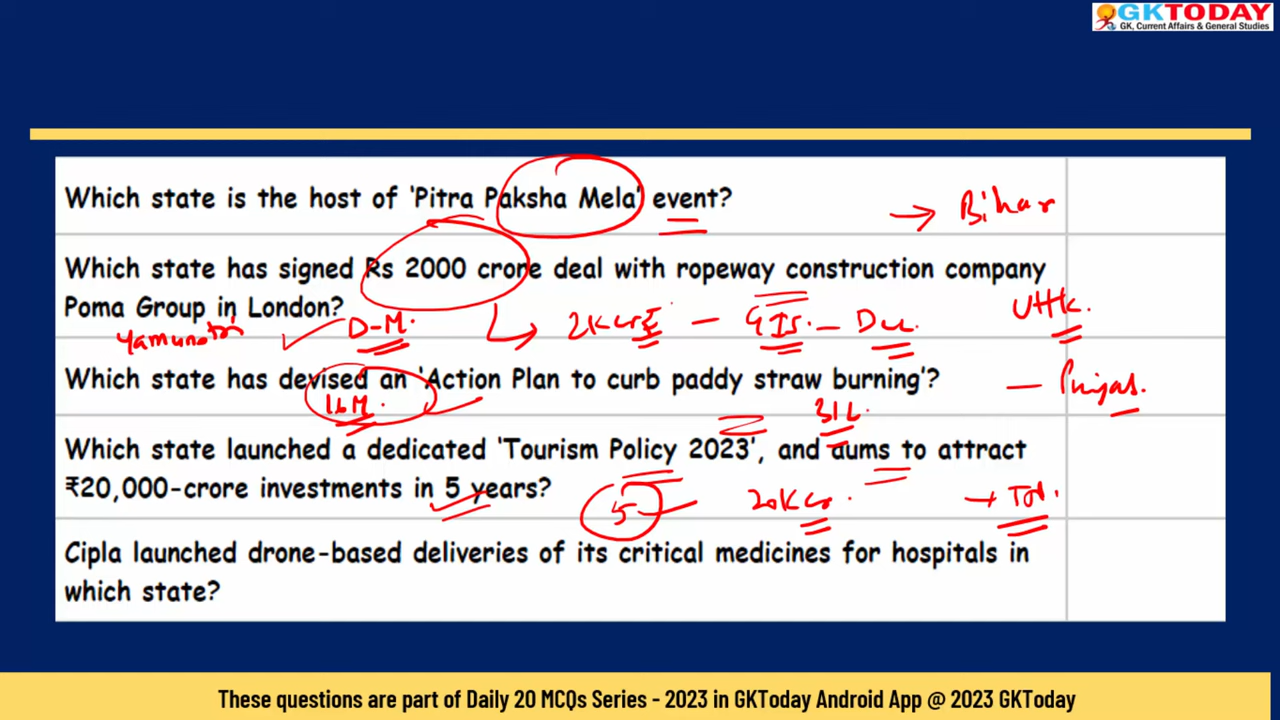 GKTODAY
GK, Current Affairs & General Studies
Which state is the host of 'Pitra Paksha Mela' event?
→ Bihar
Which state has signed Rs 2000 crore deal with ropeway construction company
Poma Group in London?
UttK.
Yamunotri
D-M.
2K Cr
GIS. –
Which state has devised an 'Action Plan to curb paddy straw burning'?
– Punjab.
16M.
31L.
Which state launched a dedicated 'Tourism Policy 2023', and aums to attract
₹20,000-crore investments in 5 years?
5
20K Cr.
Cipla launched drone-based deliveries of its critical medicines for hospitals in
which state?
These questions are part of Daily 20 MCQs Series - 2023 in GKToday Android App @ 2023 GKToday